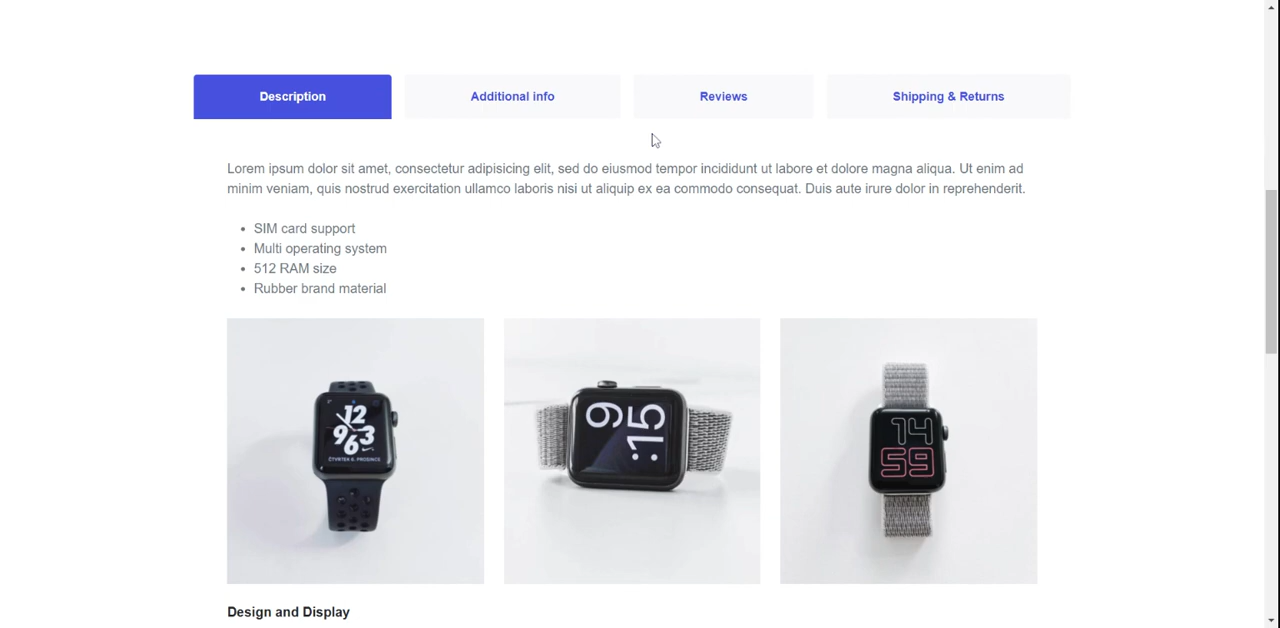 Description
Additional info
Reviews
Shipping & Returns
Lorem ipsum dolor sit amet, consectetur adipisicing elit, sed do eiusmod tempor incididunt ut labore et dolore magna aliqua. Ut enim ad
minim veniam, quis nostrud exercitation ullamco laboris nisi ut aliquip ex ea commodo consequat. Duis aute irure dolor in reprehenderit.
SIM card support
Multi operating system
512 RAM size
Rubber brand material
12
9 3
6
ČTVRTEK 6. PROSINCE
9
:15
14
59
Design and Display